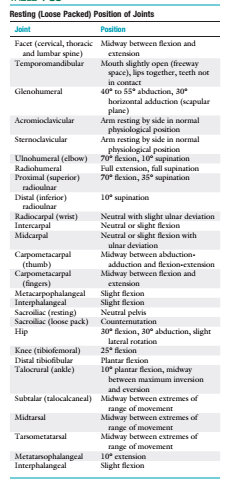 Resting (Loose Packed) Position of Joints
Joint Position
Facet (cervical, thoracic Midway between flexion and
and lumbar spine) extension
Temporomandibular Mouth slightly open (freeway
space), lips together, teeth not
in contact
Glenohumeral 40° to 55° abduction, 30°
horizontal adduction (scapular
plane)
Acromioclavicular Arm resting by side in normal
physiological position
Sternoclavicular Arm resting by side in normal
physiological position
Ulnohumeral (elbow) 70° flexion, 10° supination
Radiohumeral Full extension, full supination
Proximal (superior) 70° flexion, 35° supination
radioulnar
Distal (inferior) 10° supination
radioulnar
Radiocarpal (wrist) Neutral with slight ulnar deviation
Intercarpal Neutral or slight flexion
Midcarpal Neutral or slight flexion with
ulnar deviation
Carpometacarpal Midway between abduction-
(thumb) adduction and flexion-extension
Carpometacarpal Midway between flexion and
(fingers) extension
Metacarpophalangeal Slight flexion
Interphalangeal Slight flexion
Sacroiliac (resting) Neutral pelvis
Sacroiliac (loose pack) Counternutation
Hip 30° flexion, 30° abduction, slight
lateral rotation
Knee (tibiofemoral) 25° flexion
Distal tibiofibular Plantar flexion
Talocrural (ankle) 10° plantar flexion, midway
between maximum inversion
and eversion
Subtalar (talocalcaneal) Midway between extremes of
range of movement
Midtarsal Midway between extremes of
range of movement
Tarsometatarsal Midway between extremes of
range of movement
Metatarsophalangeal 10° extension
Interphalangeal Slight flexion